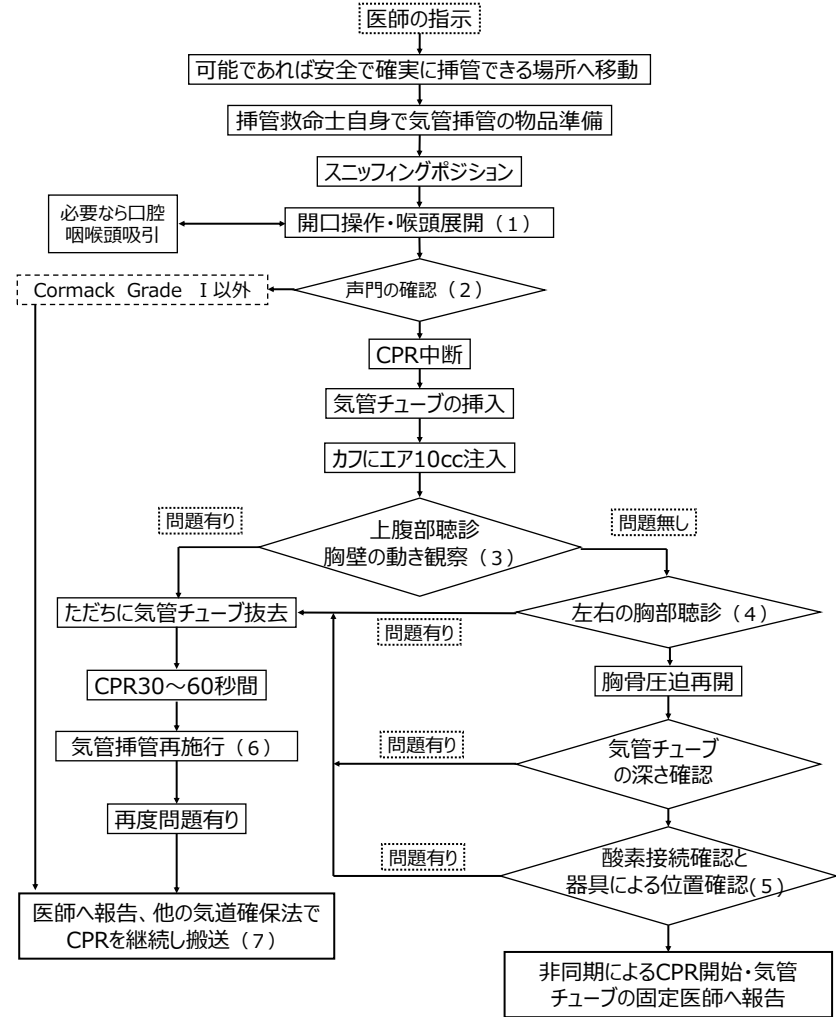 医師の指示
可能であれば安全で確実に挿管できる場所へ移動
挿管救命士自身で気管挿管の物品準備
スニッフィングポジション
必要なら口腔
咽喉頭吸引
開口操作・喉頭展開（１）
Cormack Grade Ⅰ以外
声門の確認（２）
CPR中断
気管チューブの挿入
カフにエア10cc注入
問題有り
上腹部聴診
胸壁の動き観察（３）
問題無し
ただちに気管チューブ抜去
問題有り
左右の胸部聴診（４）
CPR30～60秒間
胸骨圧迫再開
気管挿管再施行（６）
問題有り
気管チューブ
の深さ確認
再度問題有り
問題有り
酸素接続確認と
器具による位置確認(５)
医師へ報告、他の気道確保法で
CPRを継続し搬送（７）
非同期によるCPR開始・気管
チューブの固定医師へ報告